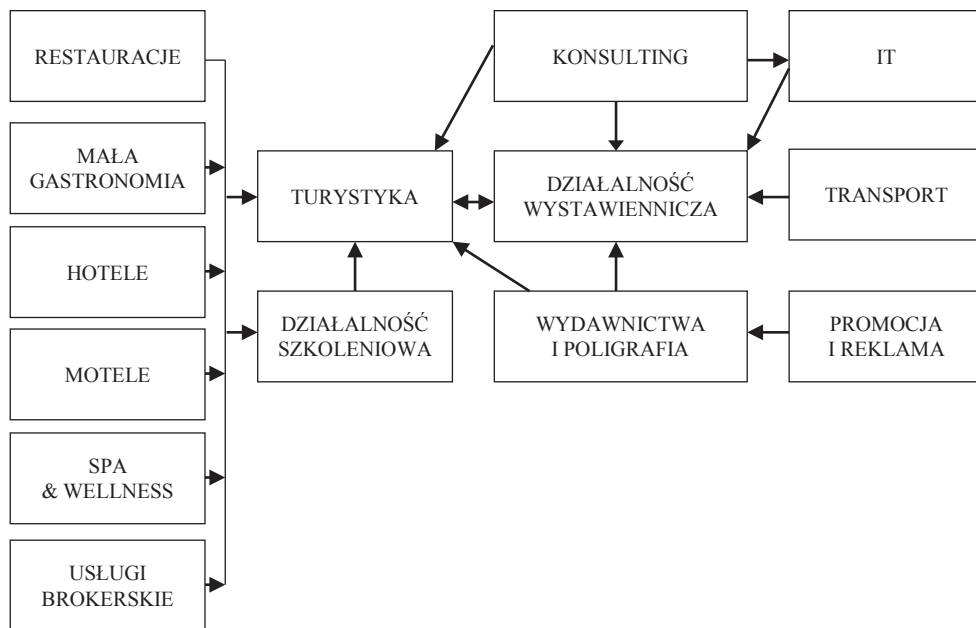 RESTAURACJE
MAŁA
GASTRONOMIA
HOTELE
MOTELE
SPA
& WELLNESS
USŁUGI
BROKERSKIE
TURYSTYKA
DZIAŁALNOŚĆ
SZKOLENIOWA
KONSULTING
DZIAŁALNOŚĆ
WYSTAWIENNICZA
WYDAWNICTWA
I POLIGRAFIA
IT
TRANSPORT
PROMOCJA
I REKLAMA